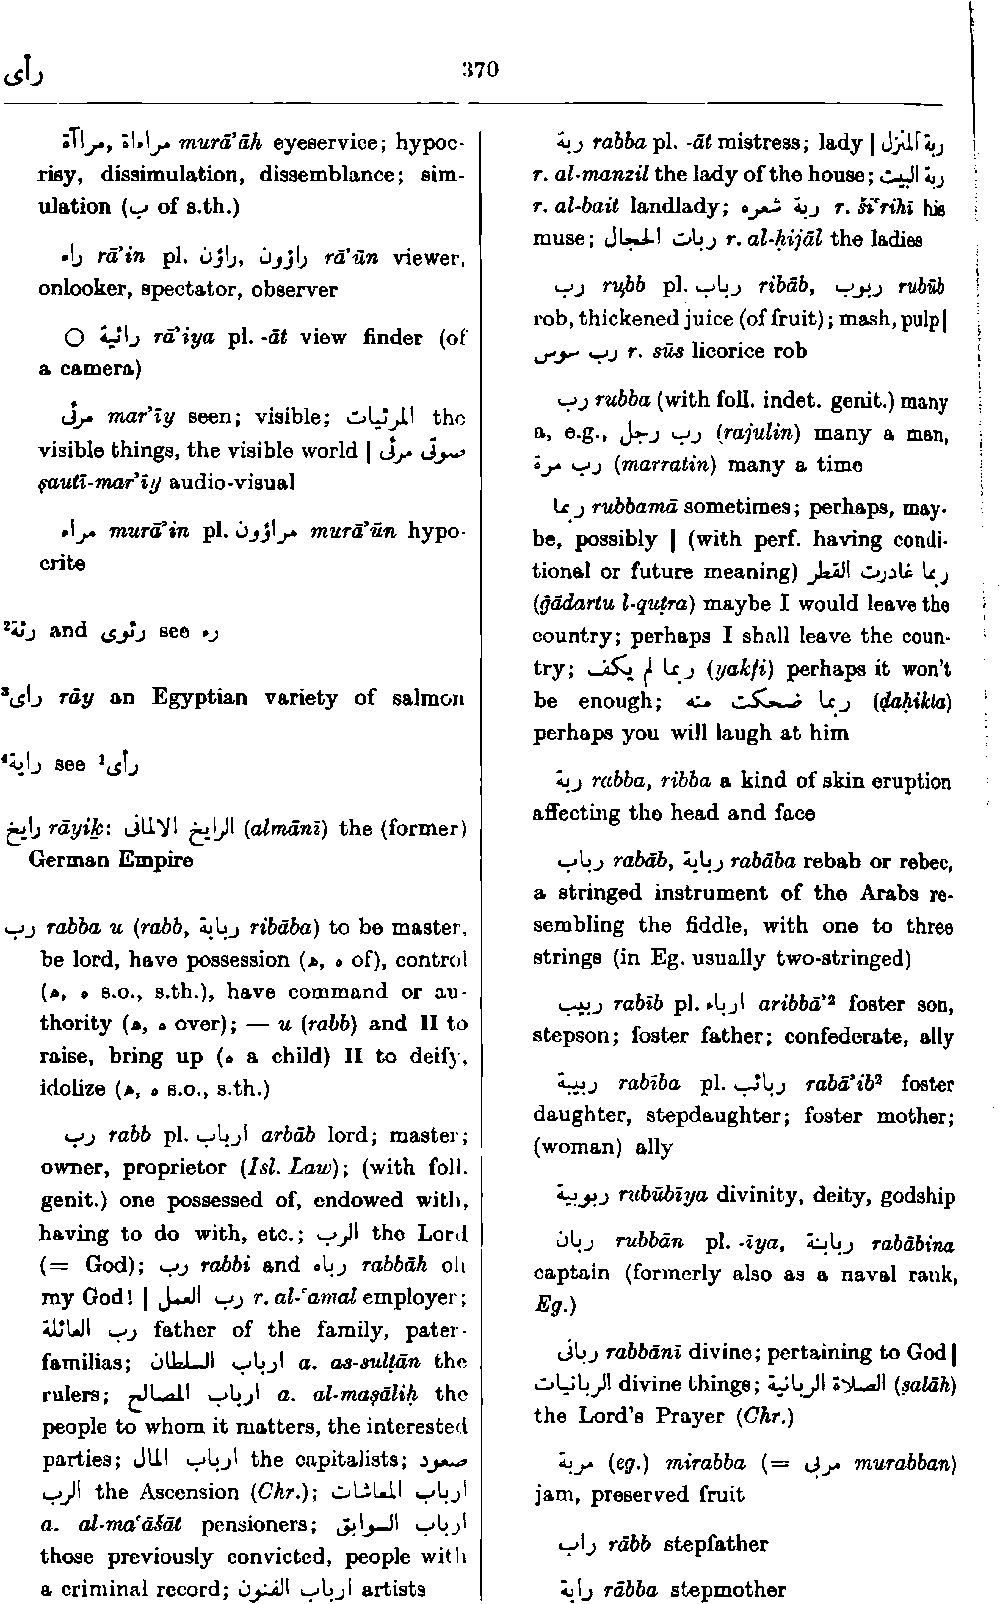 رأى
370
مراءاة, مرآآة murā’āh eyeservice; hypoc-
risy, dissimulation, dissemblance; sim-
ulation (ب of s.th.)
راء rā’in pl. راؤون, راؤن rā’ūn viewer,
onlooker, spectator, observer
○ رائية rā’iya pl. -āt view finder (of
a camera)
مرئى mar’īy seen; visible; المرئيات the
visible things, the visible world | صوتى مرئى
ṣautī-mar’īy audio-visual
مراء murā’in pl. مراؤون murā’ūn hypo-
crite
²رئة and رئوى see رء
³راى rāy an Egyptian variety of salmon
⁴راية see ¹رأى
رايخ rāyiḵ: الرايخ الالمانى (almānī) the (former)
German Empire
رب rabba u (rabb, ربابة ribāba) to be master,
be lord, have possession (ه, ه of), control
(ه, ه s.o., s.th.), have command or au-
thority (ه, ه over); — u (rabb) and II to
raise, bring up (ه a child) II to deify,
idolize (ه, ه s.o., s.th.)
رب rabb pl. ارباب arbāb lord; master;
owner, proprietor (Isl. Law); (with foll.
genit.) one possessed of, endowed with,
having to do with, etc.; الرب the Lord
(= God); رب rabbi and رباه rabbāh oh
my God! | رب العمل r. al-‘amal employer;
رب العائلة father of the family, pater-
familias; ارباب السلطان a. as-sulṭān the
rulers; ارباب المصالح a. al-maṣāliḥ the
people to whom it matters, the interested
parties; ارباب المال the capitalists; صعود
الرب the Ascension (Chr.); ارباب المعاشات
a. al-ma‘āšāt pensioners; ارباب السوابق
those previously convicted, people with
a criminal record; ارباب الفنون artists
ربة rabba pl. -āt mistress; lady | ربة المنزل
r. al-manzil the lady of the house; ربة البيت
r. al-bait landlady; ربة شعره r. ši‘rihī his
muse; ربات الحجال r. al-ḥijāl the ladies
رب rubb pl. رباب ribāb, ربوب rubūb
rob, thickened juice (of fruit); mash, pulp |
رب سوس r. sūs licorice rob
رب rubba (with foll. indet. genit.) many
a, e.g., رب رجل (rajulin) many a man,
رب مرة (marratin) many a time
ربما rubbamā sometimes; perhaps, may-
be, possibly | (with perf. having condi-
tional or future meaning) ربما غادرت القطر
(ḡādartu l-quṭra) maybe I would leave the
country; perhaps I shall leave the coun-
try; ربما لم يكف (yakfi) perhaps it won’t
be enough; ربما ضحكت منه (ḍaḥikta)
perhaps you will laugh at him
ربة rabba, ribba a kind of skin eruption
affecting the head and face
رباب rabāb, ربابة rabāba rebab or rebec,
a stringed instrument of the Arabs re-
sembling the fiddle, with one to three
strings (in Eg. usually two-stringed)
ربيب rabīb pl. ارباء aribbā’² foster son,
stepson; foster father; confederate, ally
ربيبة rabība pl. ربائب rabā’ib² foster
daughter, stepdaughter; foster mother;
(woman) ally
ربوبية rubūbīya divinity, deity, godship
ربان rubbān pl. -īya, ربابنة rabābina
captain (formerly also as a naval rank,
Eg.)
ربانى rabbānī divine; pertaining to God |
الربانيات divine things; الصلاة الربانية (ṣalāh)
the Lord’s Prayer (Chr.)
مربة (eg.) mirabba (= مربى murabban)
jam, preserved fruit
راب rābb stepfather
رابة rābba stepmother